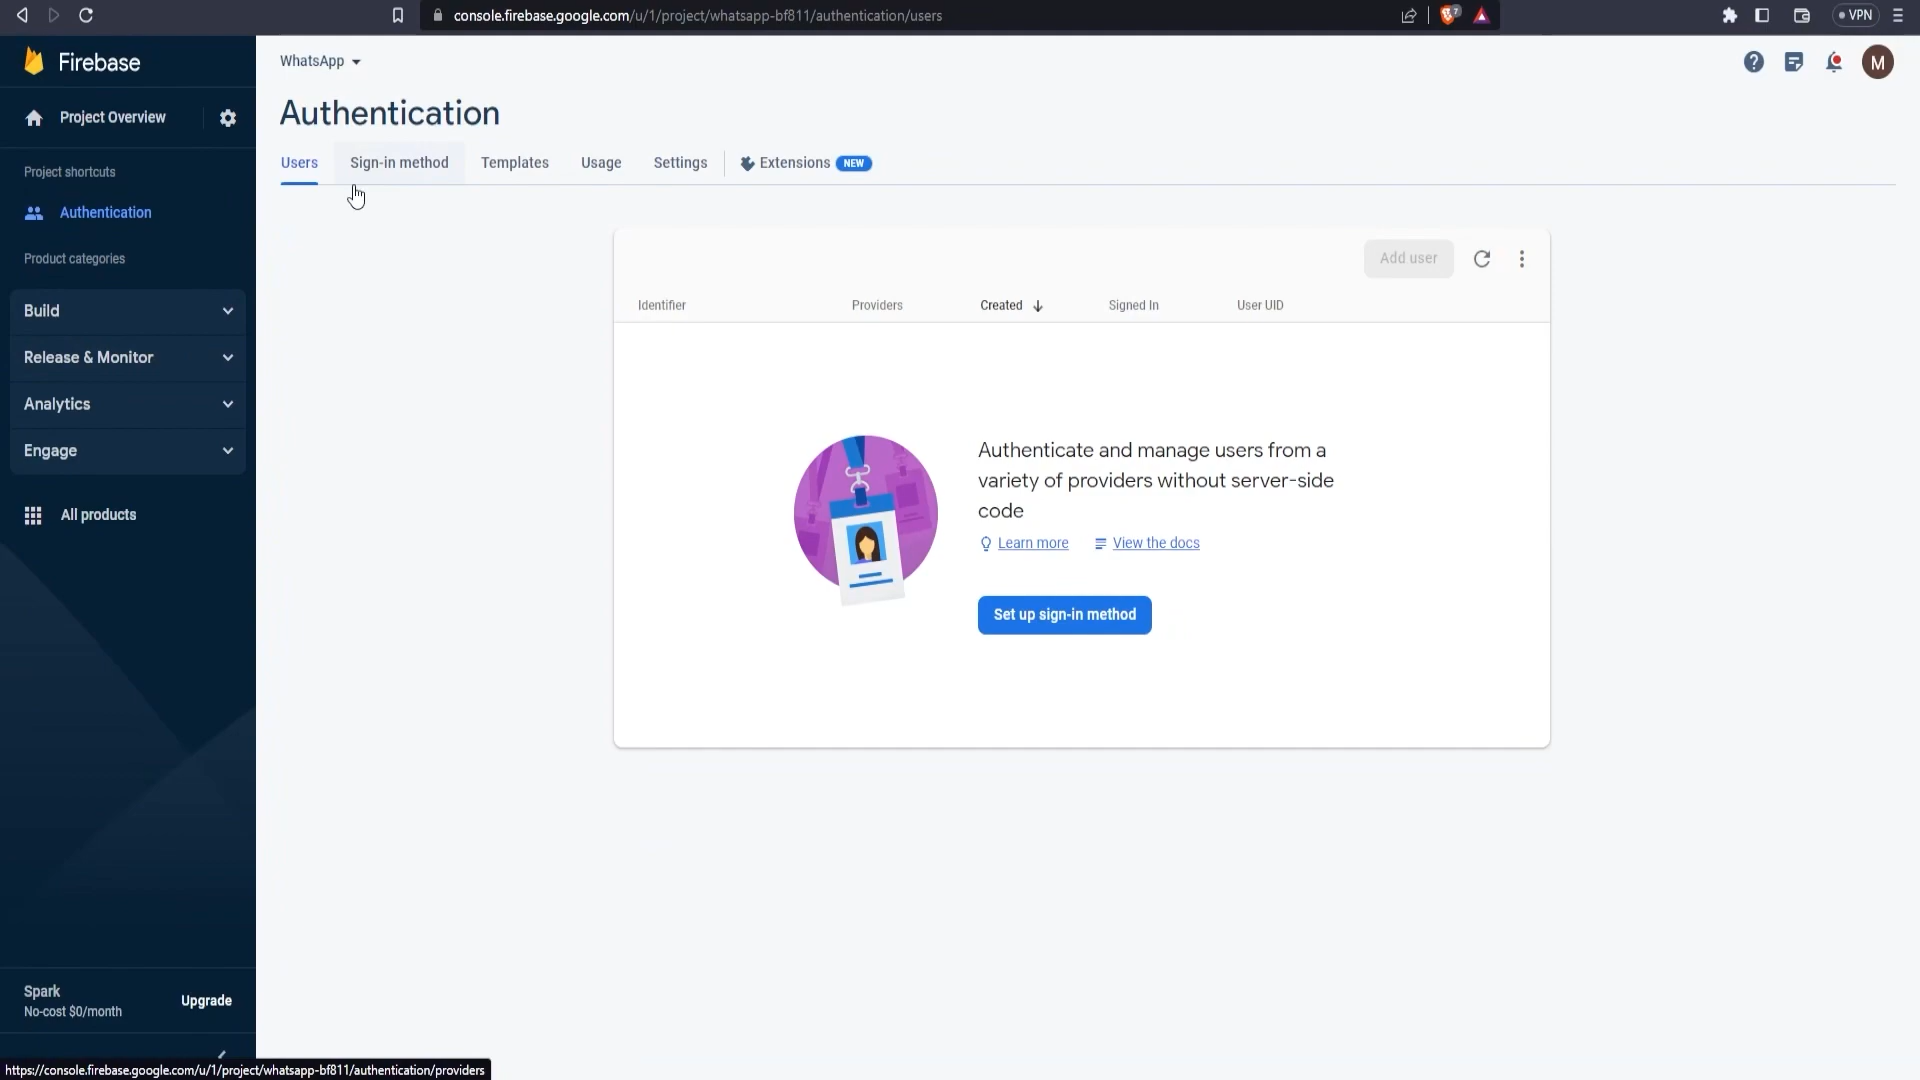 console.firebase.google.com/u/1/project/whatsapp-bf811/authentication/users
7
VPN
Firebase
WhatsApp
M
Project Overview
Authentication
Users
Sign-in method
Templates
Usage
Settings
Extensions
NEW
Project shortcuts
Authentication
Product categories
Build
Release & Monitor
Analytics
Engage
All products
Add user
Identifier
Providers
Created
Signed In
User UID
Authenticate and manage users from a
variety of providers without server-side
code
Learn more
View the docs
Set up sign-in method
Spark
No-cost $0/month
Upgrade
https://console.firebase.google.com/u/1/project/whatsapp-bf811/authentication/providers